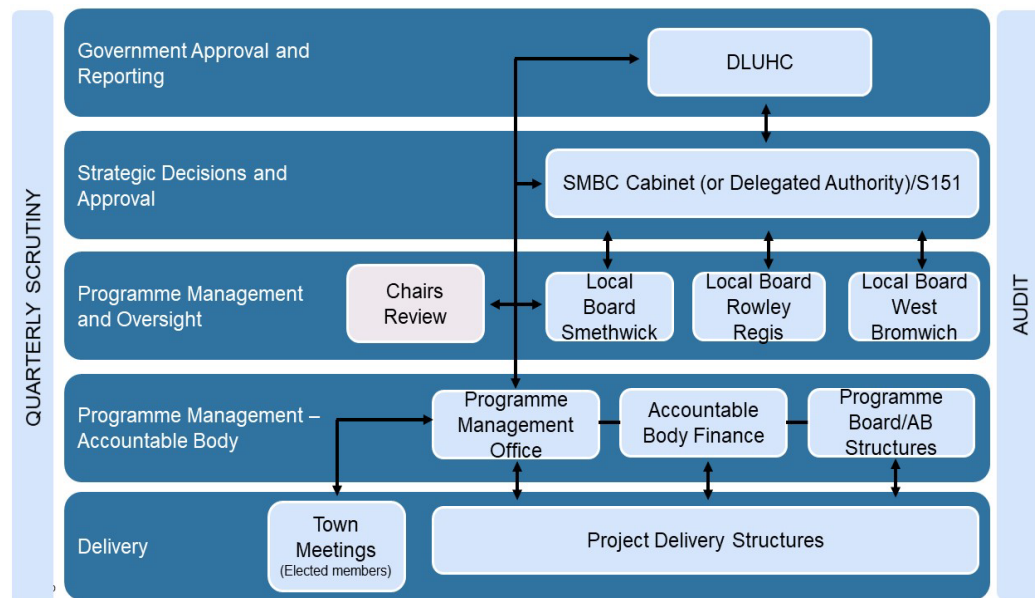 QUARTERLY SCRUTINY
Government Approval and
Reporting
DLUHC
Strategic Decisions and
Approval
SMBC Cabinet (or Delegated Authority)/S151
Programme Management
and Oversight
Chairs
Review
Local
Board
Smethwick
Local Board
Rowley
Regis
Local Board
West
Bromwich
Programme Management –
Accountable Body
Programme
Management
Office
Accountable
Body Finance
Programme
Board/AB
Structures
Delivery
Town
Meetings
(Elected members)
Project Delivery Structures
AUDIT